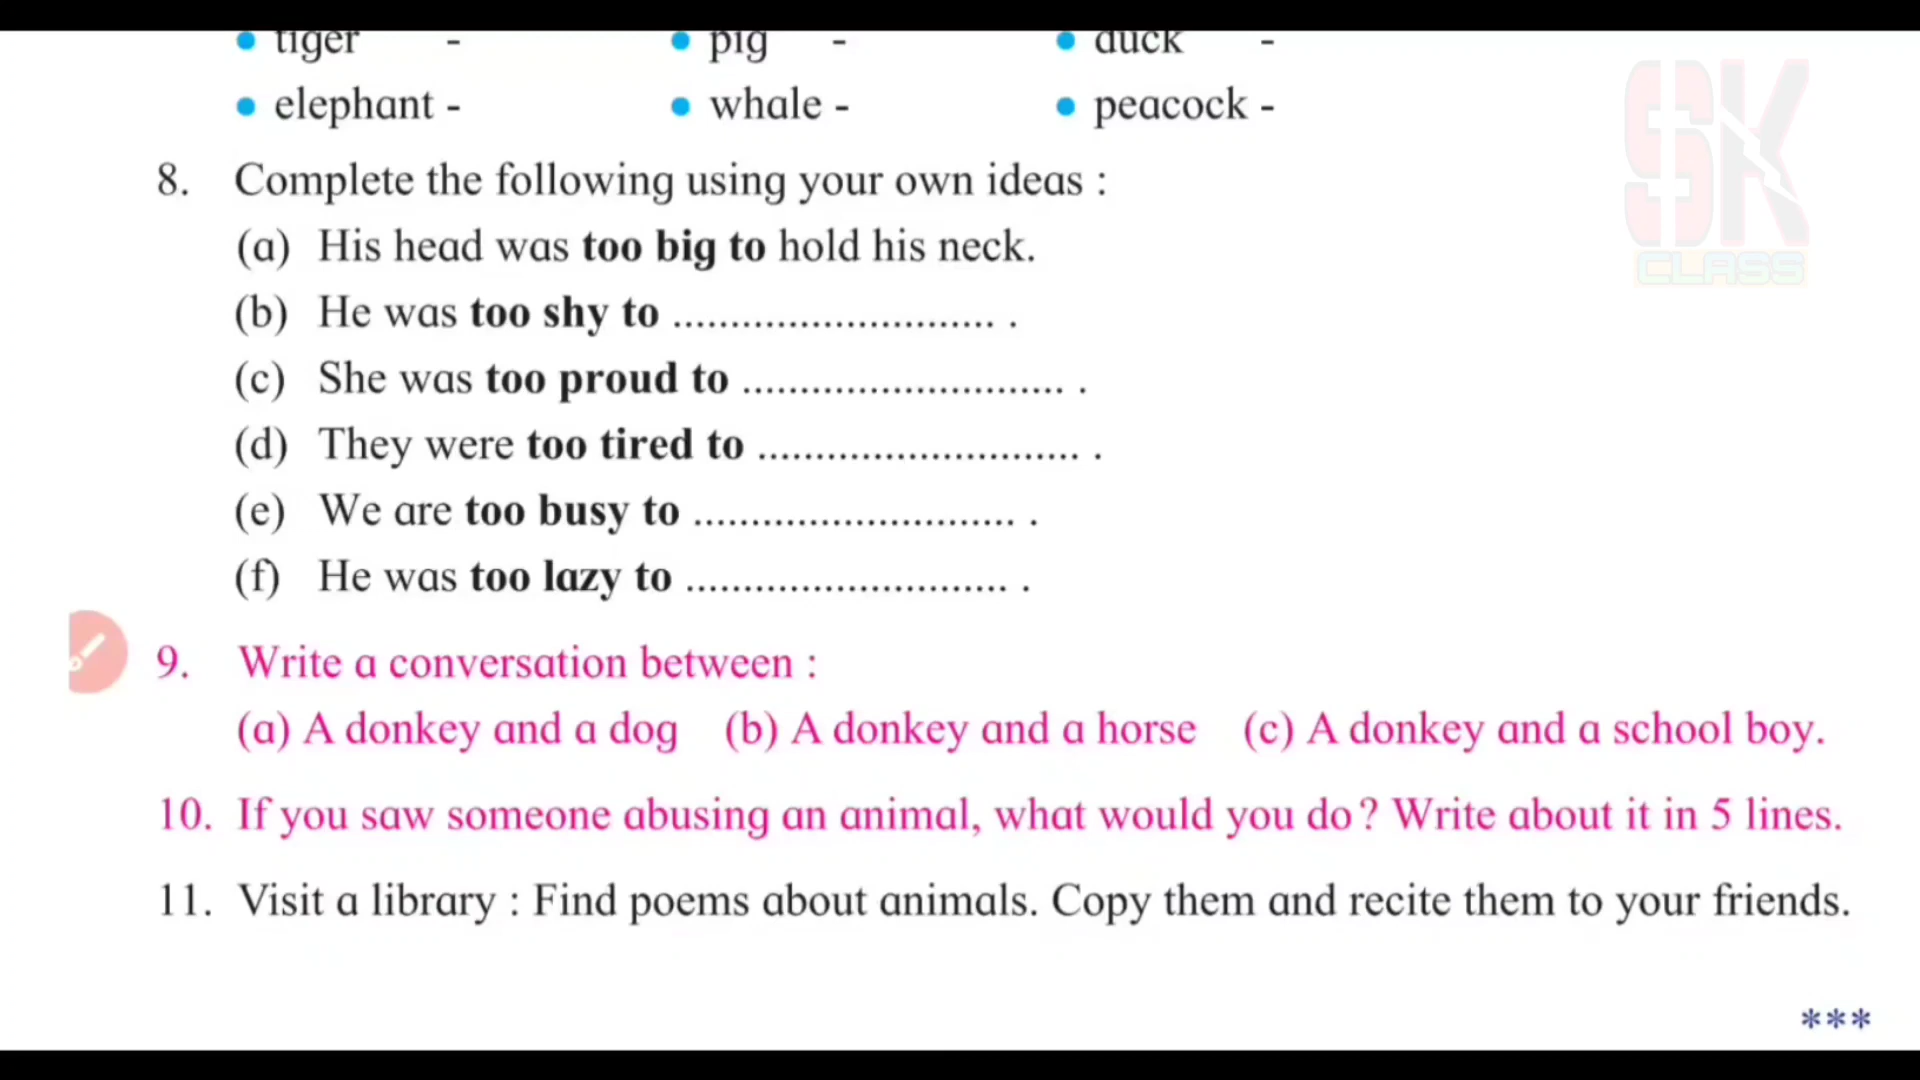 • tiger - • pig - • duck -
• elephant - • whale - • peacock -
8. Complete the following using your own ideas :
(a) His head was too big to hold his neck.
(b) He was too shy to ............................ .
(c) She was too proud to ............................ .
(d) They were too tired to ............................ .
(e) We are too busy to ............................ .
(f) He was too lazy to ............................ .
9. Write a conversation between :
(a) A donkey and a dog (b) A donkey and a horse (c) A donkey and a school boy.
10. If you saw someone abusing an animal, what would you do? Write about it in 5 lines.
11. Visit a library : Find poems about animals. Copy them and recite them to your friends.
***
SK
CLASS